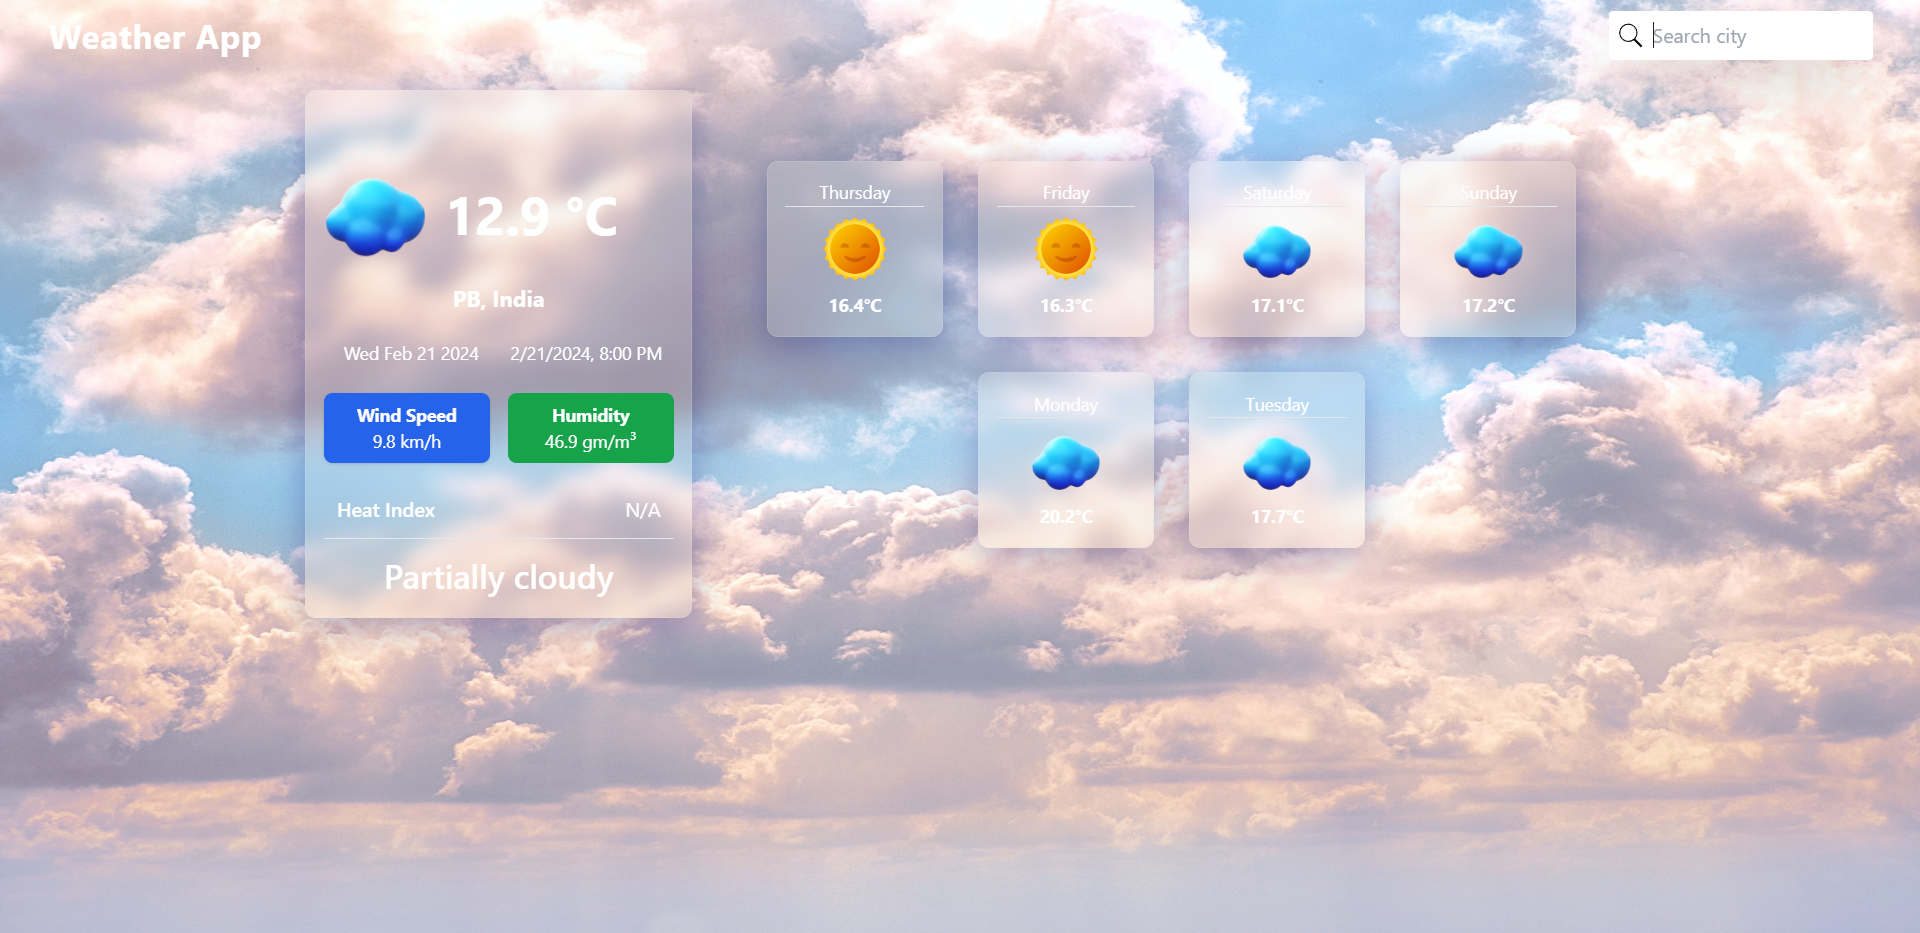 Weather App
Search city
12.9 °C
PB, India
Wed Feb 21 2024 2/21/2024, 8:00 PM
Wind Speed
9.8 km/h
Humidity
46.9 gm/m³
Heat Index N/A
Partially cloudy
Thursday
16.4°C
Friday
16.3°C
Saturday
17.1°C
Sunday
17.2°C
Monday
20.2°C
Tuesday
17.7°C